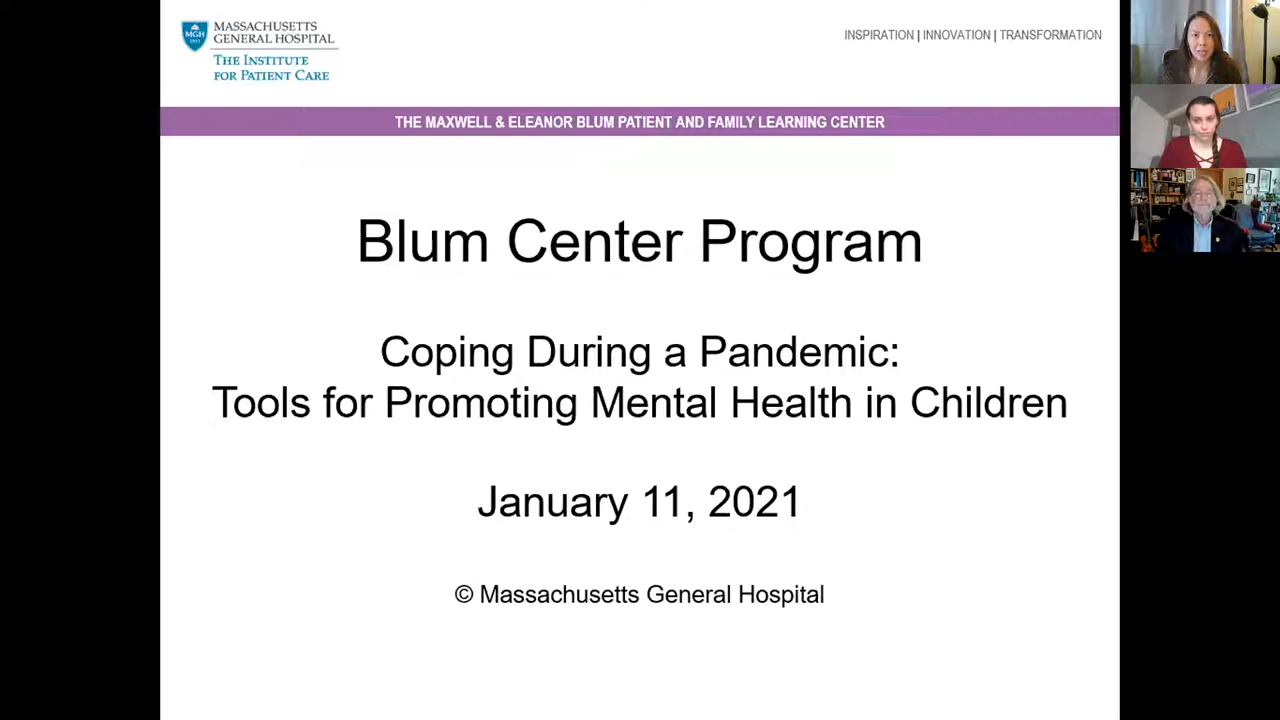 MASSACHUSETTS
GENERAL HOSPITAL
THE INSTITUTE
FOR PATIENT CARE
MGH
1811
INSPIRATION | INNOVATION | TRANSFORMATION
THE MAXWELL & ELEANOR BLUM PATIENT AND FAMILY LEARNING CENTER
Blum Center Program
Coping During a Pandemic:
Tools for Promoting Mental Health in Children
January 11, 2021
© Massachusetts General Hospital